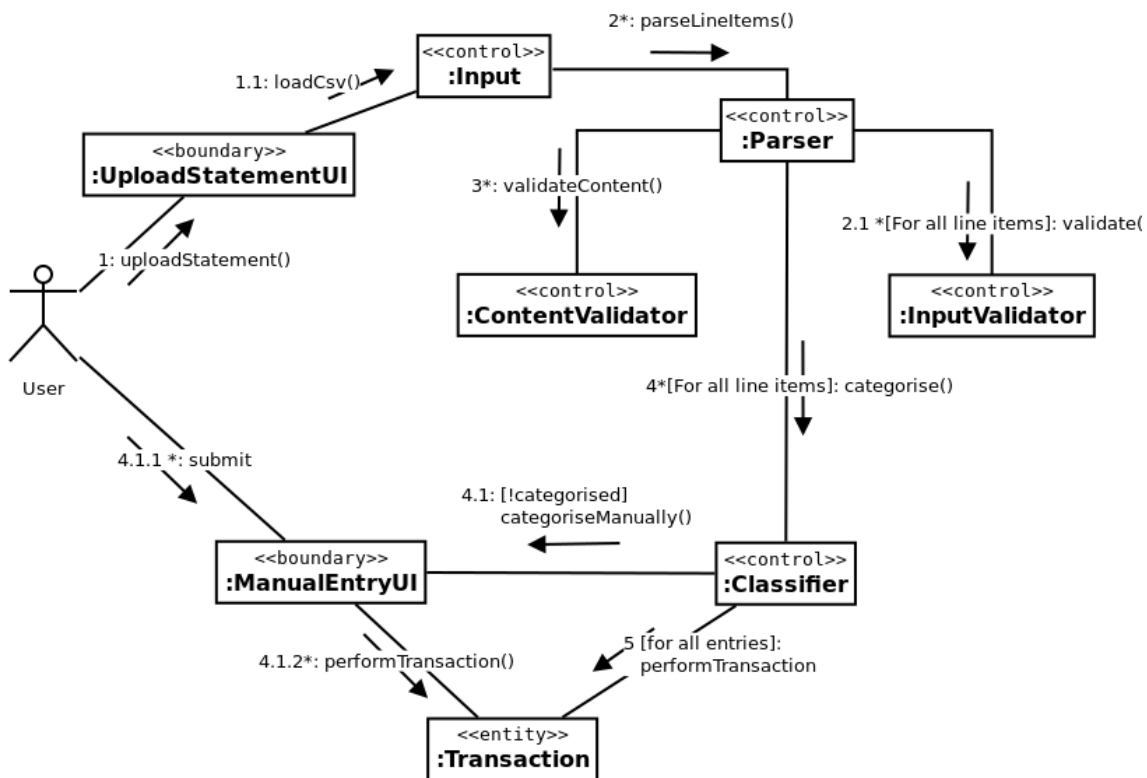 2*: parseLineItems()
<<control>>
:Input
1.1: loadCsv()
<<control>>
:Parser
<<boundary>>
:UploadStatementUI
3*: validateContent()
2.1 *[For all line items]: validate(
1: uploadStatement()
<<control>>
:ContentValidator
<<control>>
:InputValidator
User
4*[For all line items]: categorise()
4.1.1 *: submit
4.1: [!categorised]
categoriseManually()
<<boundary>>
:ManualEntryUI
<<control>>
:Classifier
4.1.2*: performTransaction()
5 [for all entries]:
performTransaction
<<entity>>
:Transaction